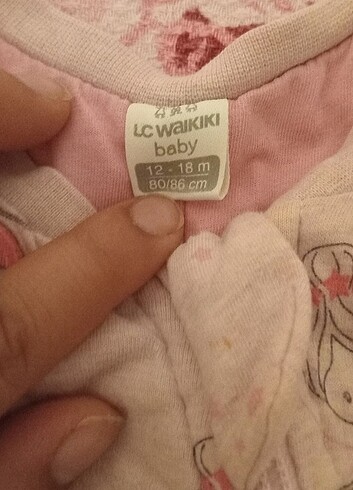 LC WAIKIKI
baby
12 - 18 m
80/86 cm